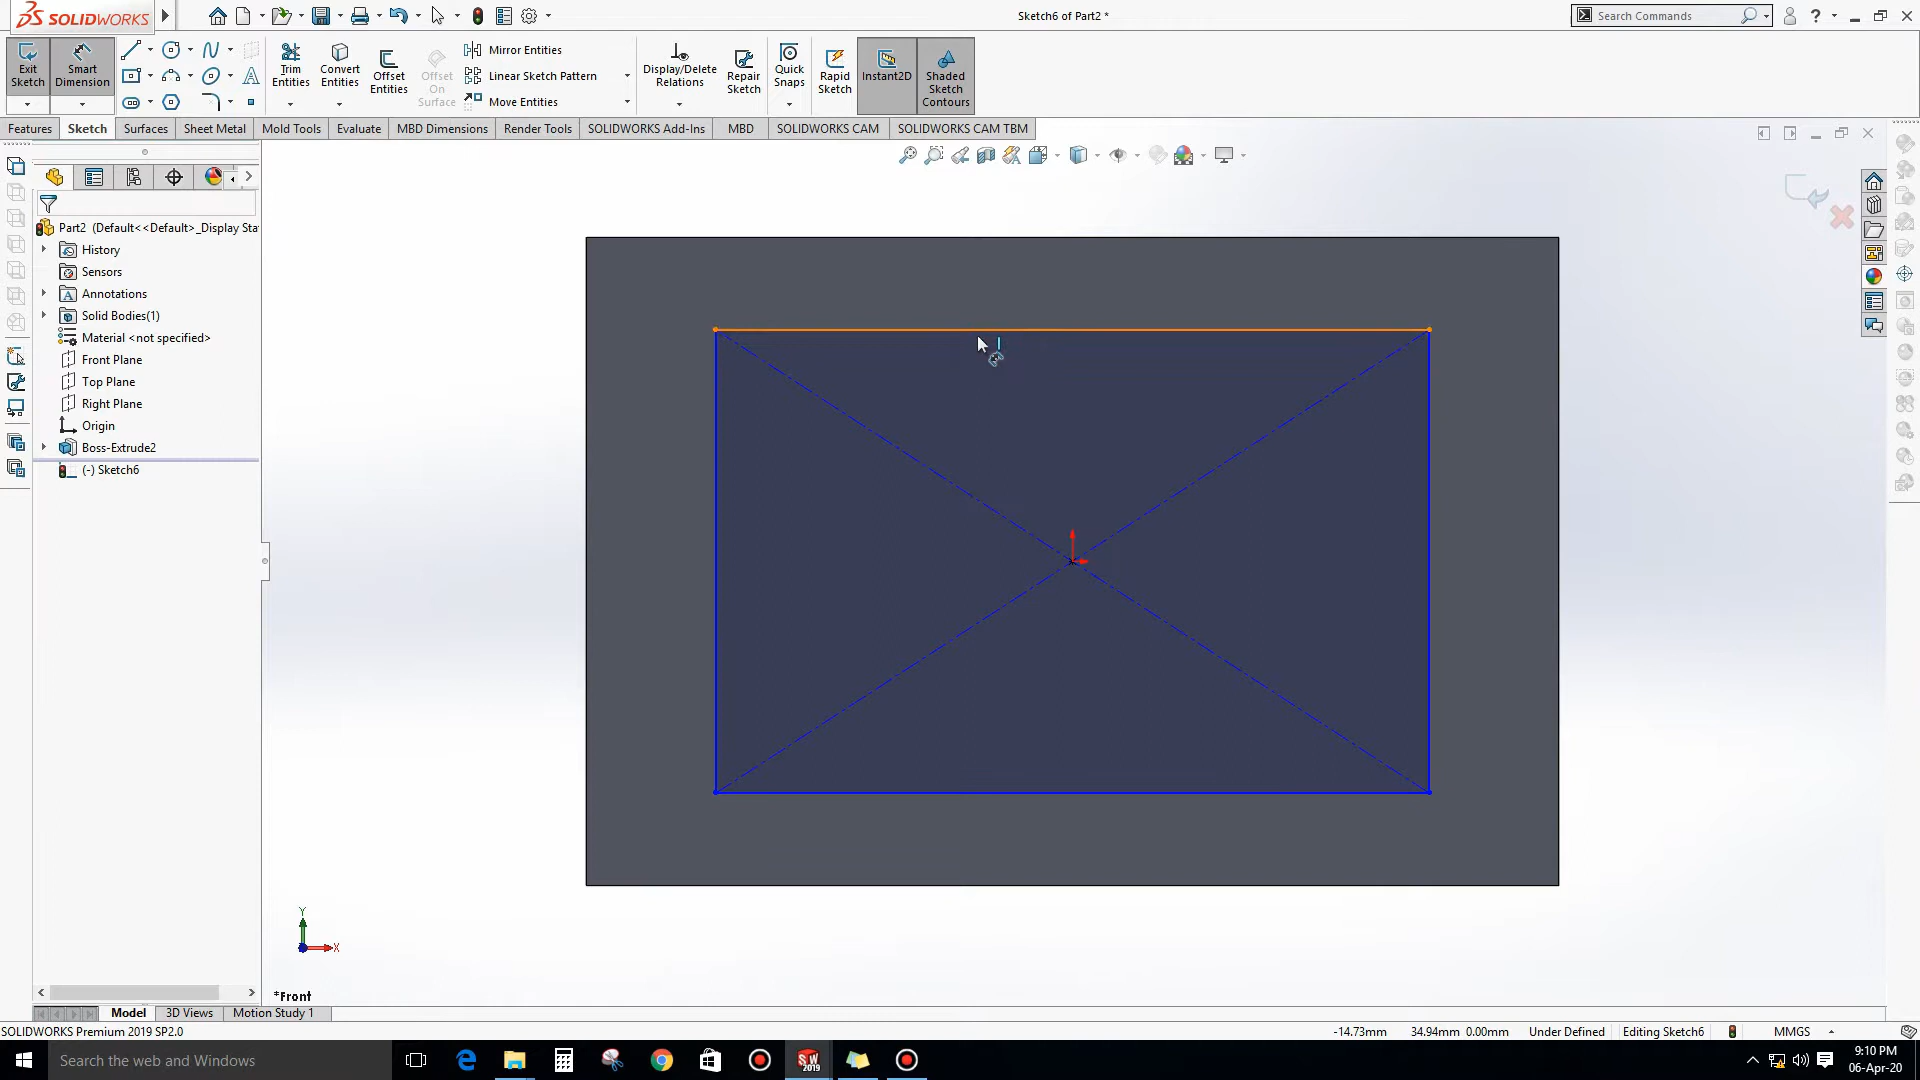 SOLIDWORKS
Sketch6 of Part2 *
Search Commands
Exit Sketch
Smart Dimension
Trim Entities
Convert Entities
Offset Entities
Offset On Surface
Mirror Entities
Linear Sketch Pattern
Move Entities
Display/Delete Relations
Repair Sketch
Quick Snaps
Rapid Sketch
Instant2D
Shaded Sketch Contours
Features
Sketch
Surfaces
Sheet Metal
Mold Tools
Evaluate
MBD Dimensions
Render Tools
SOLIDWORKS Add-Ins
MBD
SOLIDWORKS CAM
SOLIDWORKS CAM TBM
Part2 (Default<<Default>_Display Sta
History
Sensors
Annotations
Solid Bodies(1)
Material <not specified>
Front Plane
Top Plane
Right Plane
Origin
Boss-Extrude2
(-) Sketch6
Y
X
*Front
Model
3D Views
Motion Study 1
SOLIDWORKS Premium 2019 SP2.0
-14.73mm
34.94mm 0.00mm
Under Defined
Editing Sketch6
MMGS
Search the web and Windows
SW
2019
9:10 PM
06-Apr-20